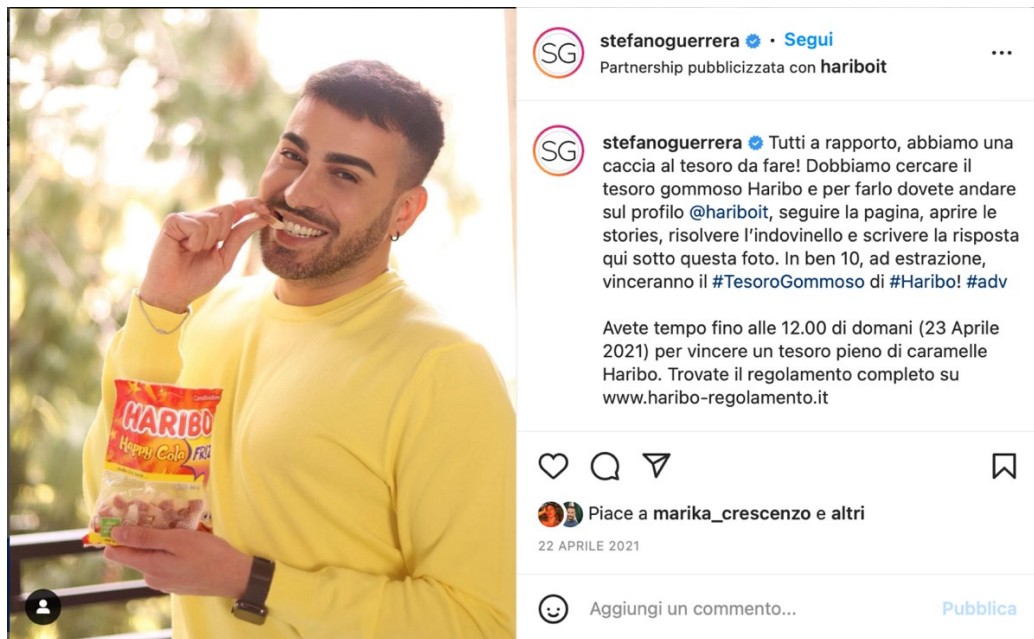 Condividimi
HARIBO
Happy Cola FRIZZ
SG
stefanoguerrera • Segui
Partnership pubblicizzata con hariboit
SG
stefanoguerrera Tutti a rapporto, abbiamo una
caccia al tesoro da fare! Dobbiamo cercare il
tesoro gommoso Haribo e per farlo dovete andare
sul profilo @hariboit, seguire la pagina, aprire le
stories, risolvere l'indovinello e scrivere la risposta
qui sotto questa foto. In ben 10, ad estrazione,
vinceranno il #TesoroGommoso di #Haribo! #adv
Avete tempo fino alle 12.00 di domani (23 Aprile
2021) per vincere un tesoro pieno di caramelle
Haribo. Trovate il regolamento completo su
www.haribo-regolamento.it
Piace a marika_crescenzo e altri
22 APRILE 2021
Aggiungi un commento...
Pubblica